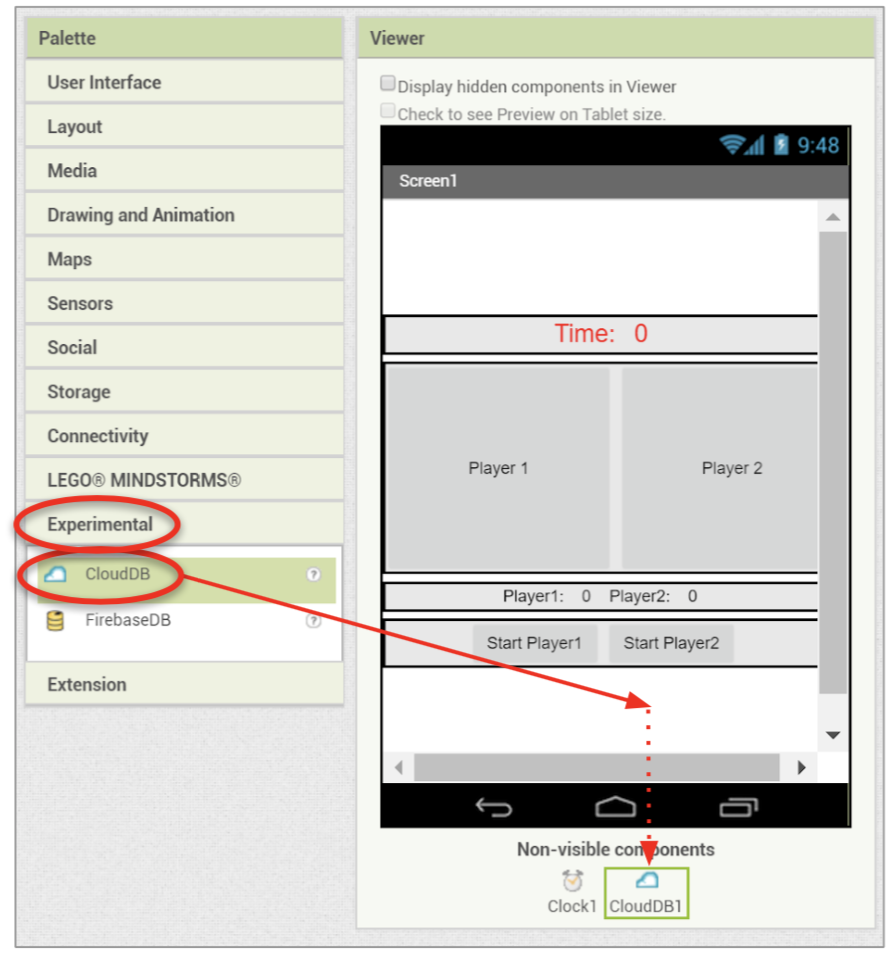 Palette
User Interface
Layout
Media
Drawing and Animation
Maps
Sensors
Social
Storage
Connectivity
LEGO® MINDSTORMS®
Experimental
CloudDB ?
FirebaseDB ?
Extension
Viewer
Display hidden components in Viewer
Check to see Preview on Tablet size.
9:48
Screen1
Time: 0
Player 1 Player 2
Player1: 0 Player2: 0
Start Player1 Start Player2
Non-visible components
Clock1 CloudDB1